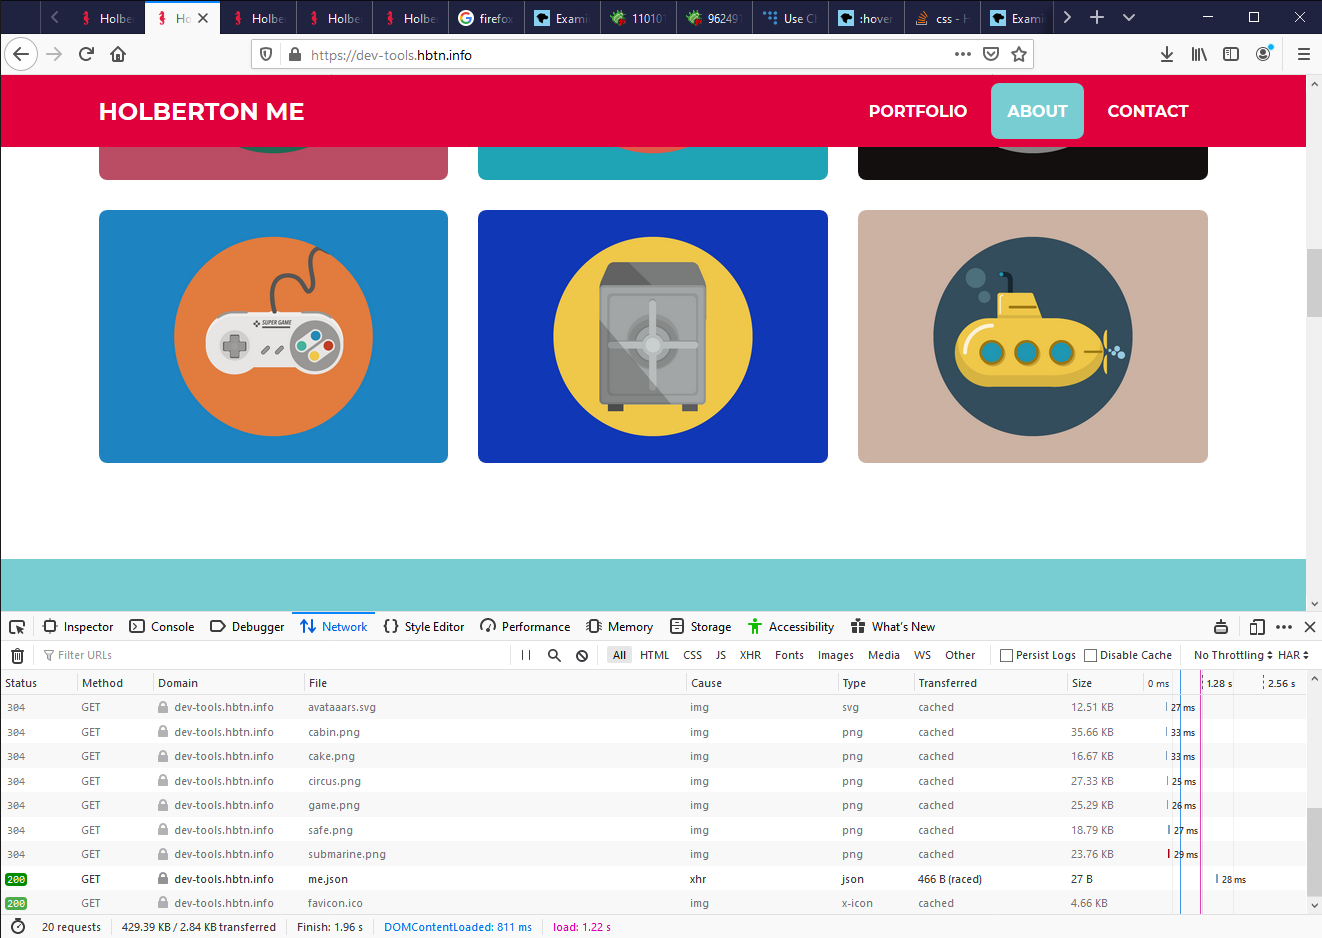 Holbe Ho Holbe Holbe Holbe firefo Exami 11010 96249 Use Ch :hover css - H Exami
https://dev-tools.hbtn.info
HOLBERTON ME PORTFOLIO ABOUT CONTACT
SUPER GAME
Inspector Console Debugger Network Style Editor Performance Memory Storage Accessibility What's New
Filter URLs All HTML CSS JS XHR Fonts Images Media WS Other Persist Logs Disable Cache No Throttling HAR
Status Method Domain File Cause Type Transferred Size 0 ms 1.28 s 2.56 s
304 GET dev-tools.hbtn.info avataaars.svg img svg cached 12.51 KB 27 ms
304 GET dev-tools.hbtn.info cabin.png img png cached 35.66 KB 33 ms
304 GET dev-tools.hbtn.info cake.png img png cached 16.67 KB 33 ms
304 GET dev-tools.hbtn.info circus.png img png cached 27.33 KB 25 ms
304 GET dev-tools.hbtn.info game.png img png cached 25.29 KB 26 ms
304 GET dev-tools.hbtn.info safe.png img png cached 18.79 KB 27 ms
304 GET dev-tools.hbtn.info submarine.png img png cached 23.76 KB 29 ms
200 GET dev-tools.hbtn.info me.json xhr json 466 B (raced) 27 B 28 ms
200 GET dev-tools.hbtn.info favicon.ico img x-icon cached 4.66 KB
20 requests 429.39 KB / 2.84 KB transferred Finish: 1.96 s DOMContentLoaded: 811 ms load: 1.22 s